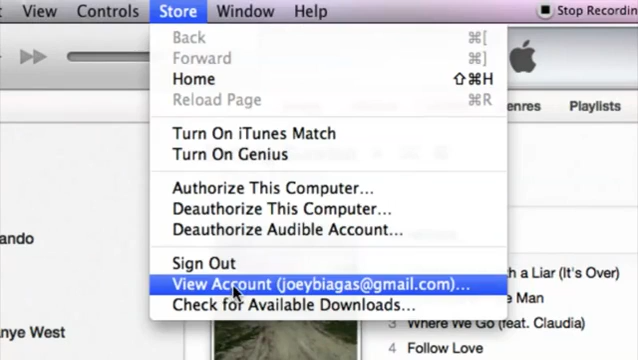 View Controls Store Window Help Stop Recordin
Back ⌘[
Forward ⌘]
Home ⇧⌘H
Reload Page ⌘R
enres Playlists
Turn On iTunes Match
Turn On Genius
Authorize This Computer...
Deauthorize This Computer...
Deauthorize Audible Account...
ando
Sign Out
View Account (joeybiagas@gmail.com)...
h a Liar (It's Over)
Check for Available Downloads...
e Man
3 Where We Go (feat. Claudia)
nye West
4 Follow Love